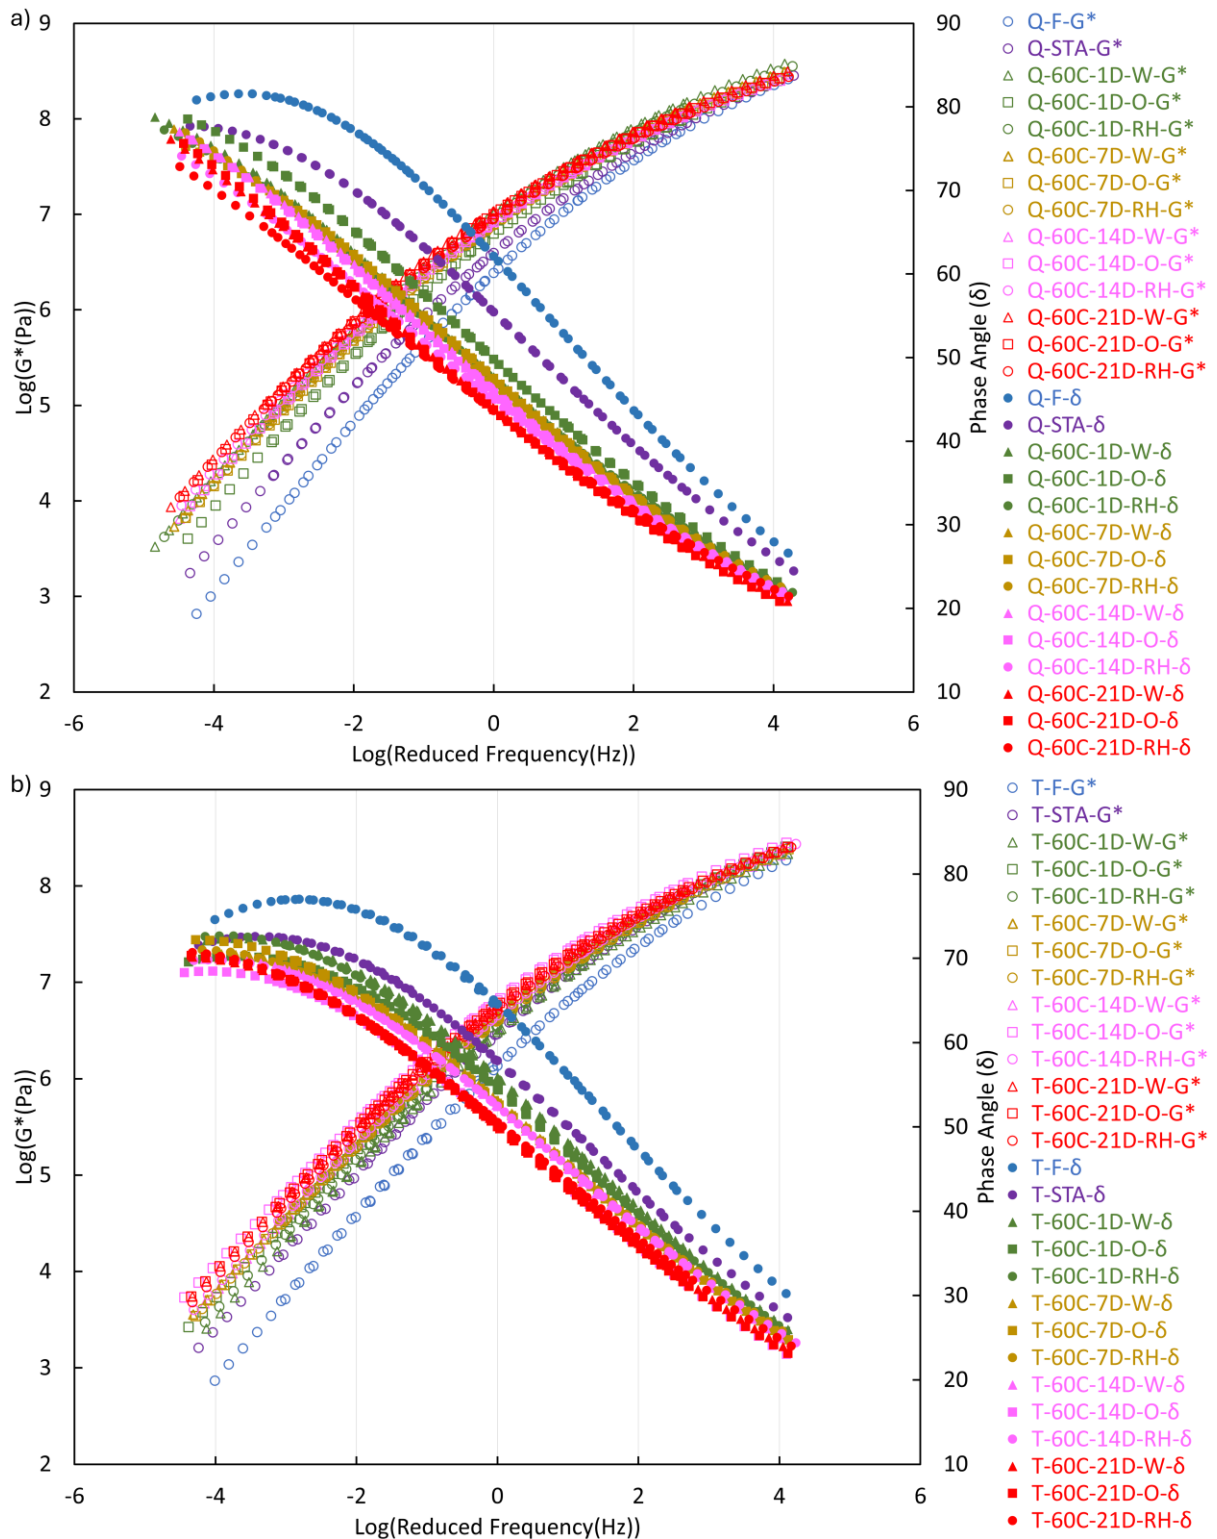 a)
9
8
7
6
5
4
3
2
Log(G*(Pa))
-6
-4
-2
0
2
4
6
Log(Reduced Frequency(Hz))
90
80
70
60
50
40
30
20
10
Phase Angle (δ)
Q-F-G*
Q-STA-G*
Q-60C-1D-W-G*
Q-60C-1D-O-G*
Q-60C-1D-RH-G*
Q-60C-7D-W-G*
Q-60C-7D-O-G*
Q-60C-7D-RH-G*
Q-60C-14D-W-G*
Q-60C-14D-O-G*
Q-60C-14D-RH-G*
Q-60C-21D-W-G*
Q-60C-21D-O-G*
Q-60C-21D-RH-G*
Q-F-δ
Q-STA-δ
Q-60C-1D-W-δ
Q-60C-1D-O-δ
Q-60C-1D-RH-δ
Q-60C-7D-W-δ
Q-60C-7D-O-δ
Q-60C-7D-RH-δ
Q-60C-14D-W-δ
Q-60C-14D-O-δ
Q-60C-14D-RH-δ
Q-60C-21D-W-δ
Q-60C-21D-O-δ
Q-60C-21D-RH-δ
b)
9
8
7
6
5
4
3
2
Log(G*(Pa))
-6
-4
-2
0
2
4
6
Log(Reduced Frequency(Hz))
90
80
70
60
50
40
30
20
10
Phase Angle (δ)
T-F-G*
T-STA-G*
T-60C-1D-W-G*
T-60C-1D-O-G*
T-60C-1D-RH-G*
T-60C-7D-W-G*
T-60C-7D-O-G*
T-60C-7D-RH-G*
T-60C-14D-W-G*
T-60C-14D-O-G*
T-60C-14D-RH-G*
T-60C-21D-W-G*
T-60C-21D-O-G*
T-60C-21D-RH-G*
T-F-δ
T-STA-δ
T-60C-1D-W-δ
T-60C-1D-O-δ
T-60C-1D-RH-δ
T-60C-7D-W-δ
T-60C-7D-O-δ
T-60C-7D-RH-δ
T-60C-14D-W-δ
T-60C-14D-O-δ
T-60C-14D-RH-δ
T-60C-21D-W-δ
T-60C-21D-O-δ
T-60C-21D-RH-δ